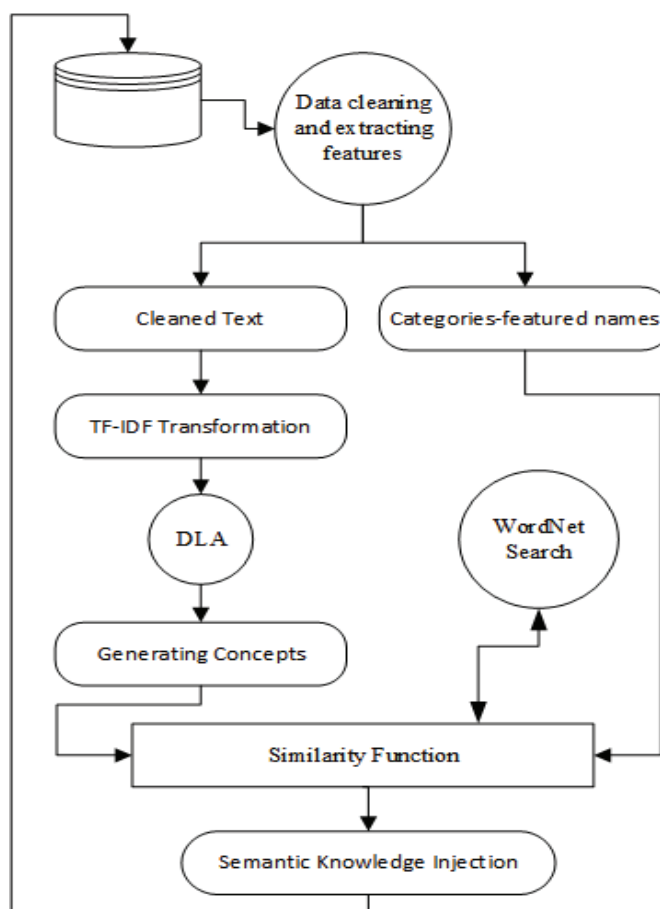 Data cleaning
and extracting
features
Cleaned Text
Categories-featured names
TF-IDF Transformation
WordNet
Search
DLA
Generating Concepts
Similarity Function
Semantic Knowledge Injection